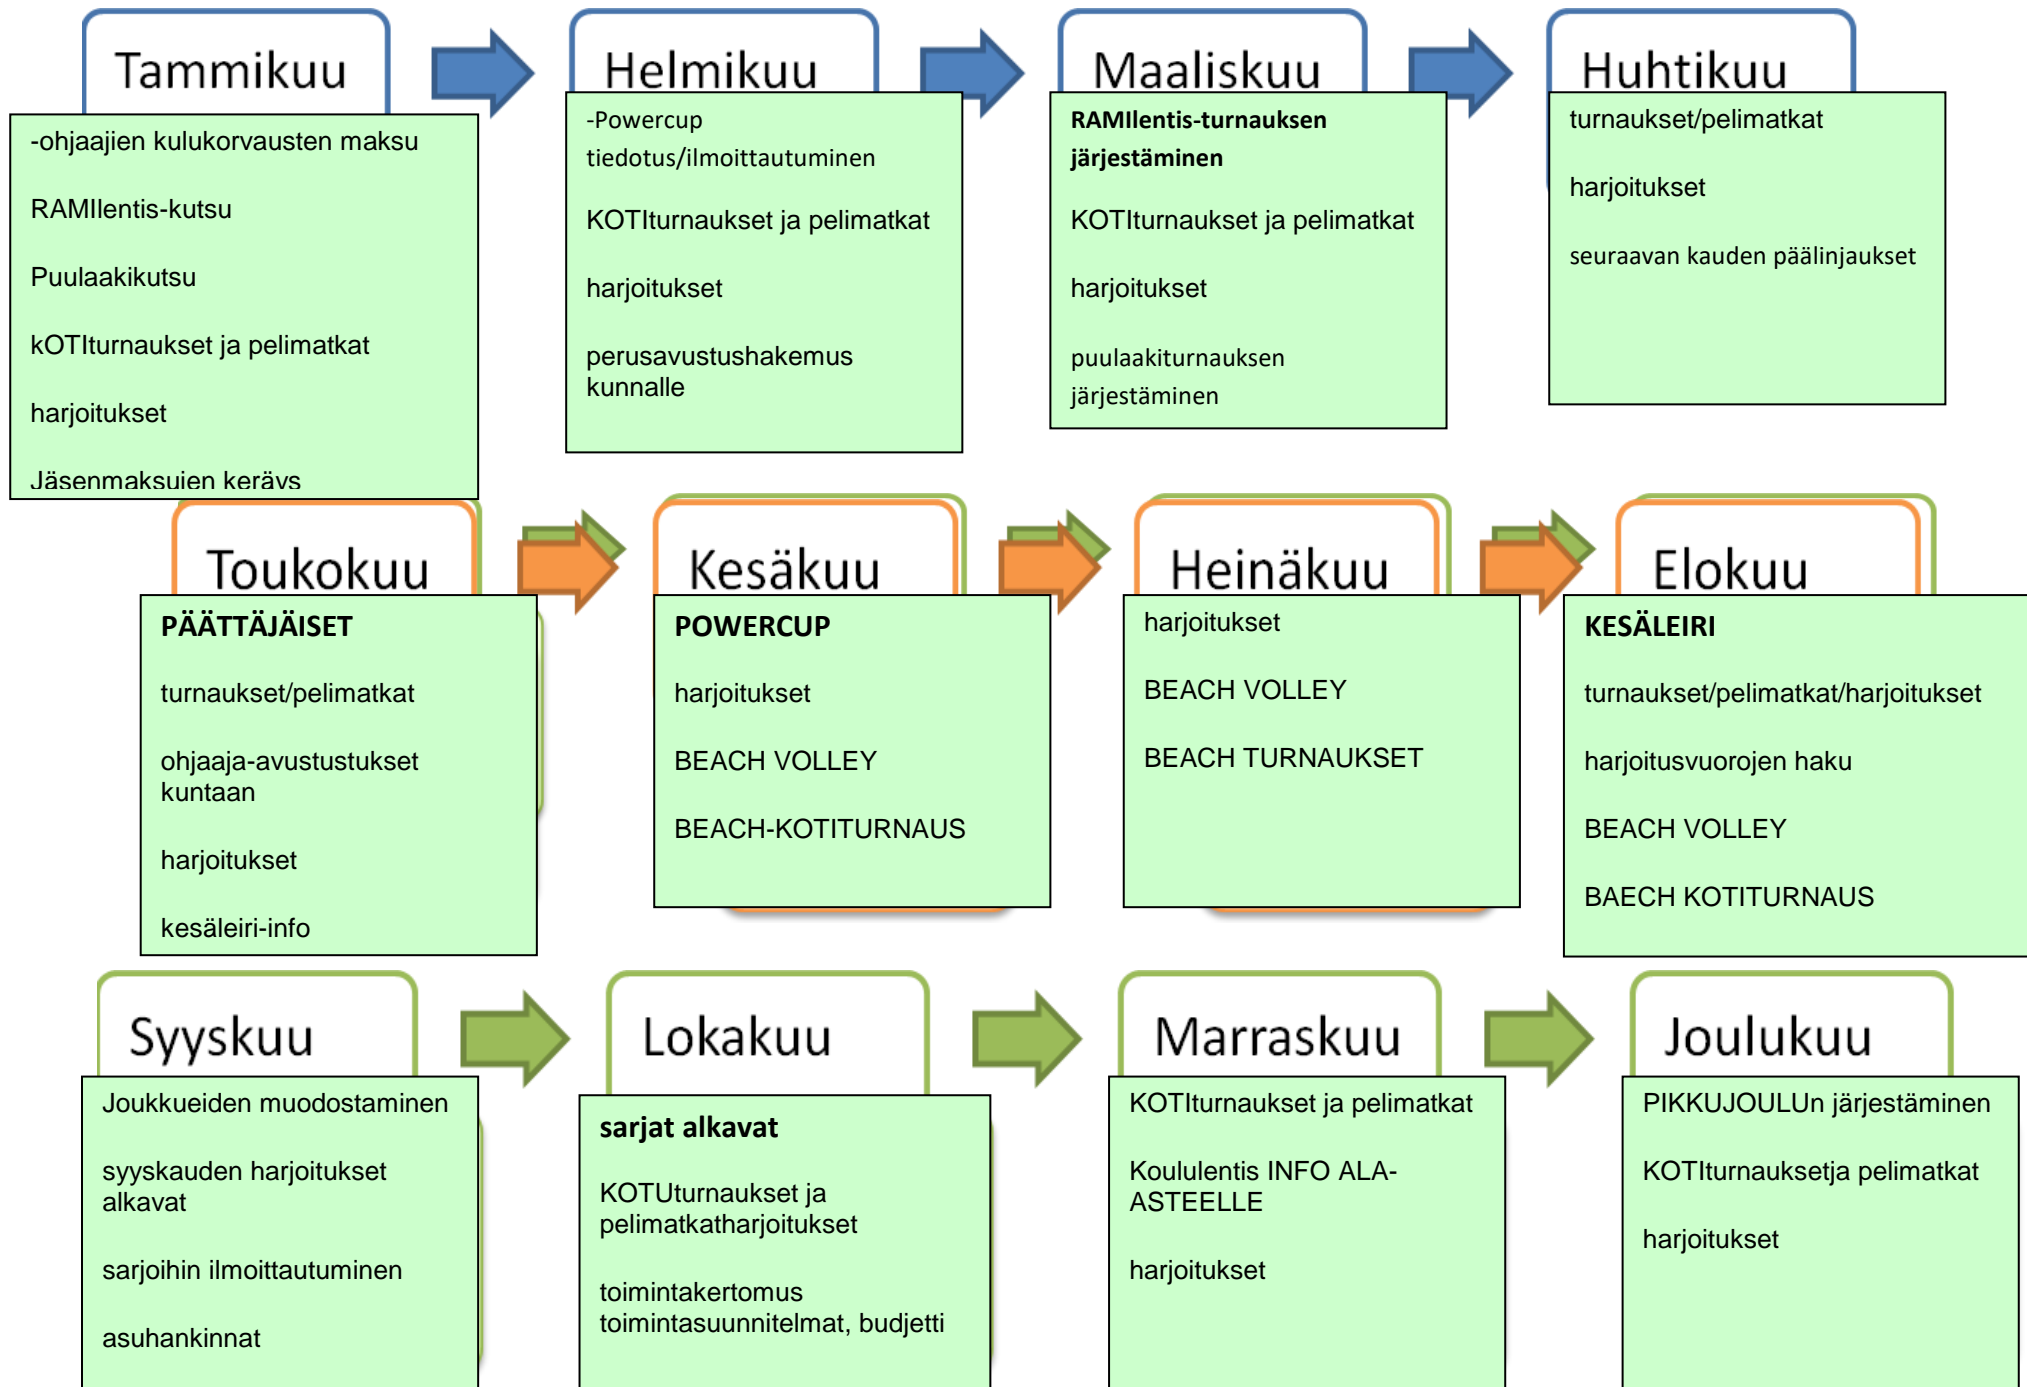 Tammikuu
-ohjaajien kulukorvausten maksu
RAMIlentis-kutsu
Puulaakikutsu
kOTIturnaukset ja pelimatkat
harjoitukset
Jäsenmaksujen keräys
Helmikuu
-Powercup
tiedotus/ilmoittautuminen
KOTIturnaukset ja pelimatkat
harjoitukset
perusavustushakemus
kunnalle
Maaliskuu
RAMIlentis-turnauksen
järjestäminen
KOTIturnaukset ja pelimatkat
harjoitukset
puulaakiturnauksen
järjestäminen
Huhtikuu
turnaukset/pelimatkat
harjoitukset
seuraavan kauden päälinjaukset
Toukokuu
PÄÄTTÄJÄISET
turnaukset/pelimatkat
ohjaaja-avustustukset
kuntaan
harjoitukset
kesäleiri-info
Kesäkuu
POWERCUP
harjoitukset
BEACH VOLLEY
BEACH-KOTITURNAUS
Heinäkuu
harjoitukset
BEACH VOLLEY
BEACH TURNAUKSET
Elokuu
KESÄLEIRI
turnaukset/pelimatkat/harjoitukset
harjoitusvuorojen haku
BEACH VOLLEY
BAECH KOTITURNAUS
Syyskuu
Joukkueiden muodostaminen
syyskauden harjoitukset
alkavat
sarjoihin ilmoittautuminen
asuhankinnat
Lokakuu
sarjat alkavat
KOTUturnaukset ja
pelimatkatharjoitukset
toimintakertomus
toimintasuunnitelmat, budjetti
Marraskuu
KOTIturnaukset ja pelimatkat
Koululentis INFO ALA-
ASTEELLE
harjoitukset
Joulukuu
PIKKUJOULUn järjestäminen
KOTIturnauksetja pelimatkat
harjoitukset